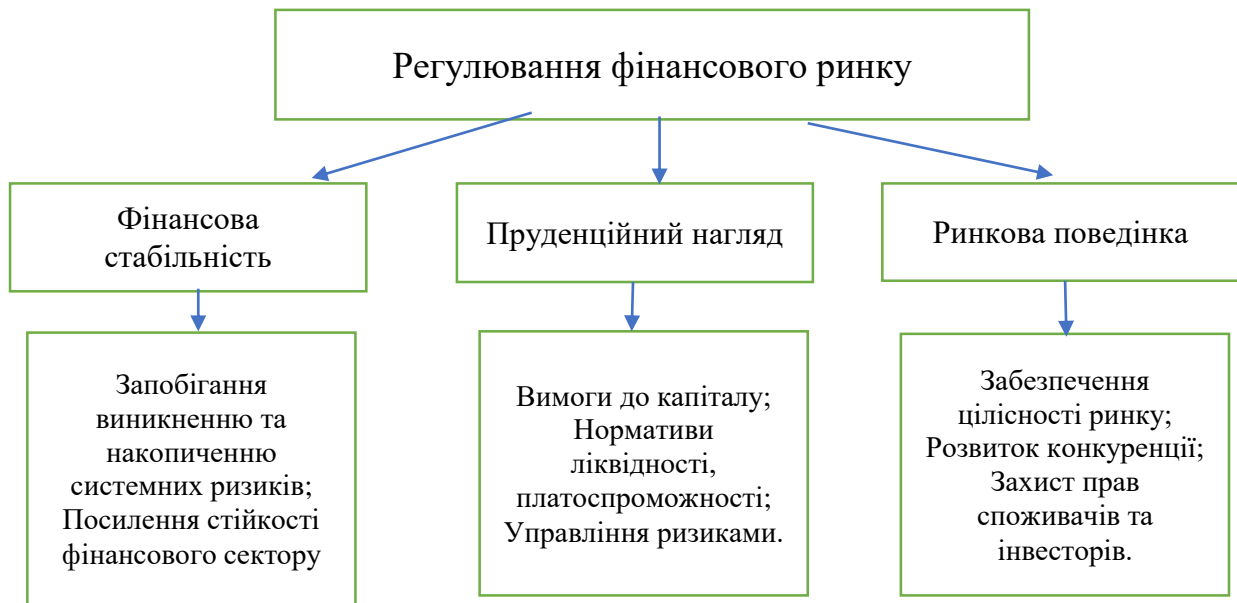 Регулювання фінансового ринку
Фінансова
стабільність
Пруденційний нагляд
Ринкова поведінка
Запобігання
виникненню та
накопиченню
системних ризиків;
Посилення стійкості
фінансового сектору
Вимоги до капіталу;
Нормативи
ліквідності,
платоспроможності;
Управління ризиками.
Забезпечення
цілісності ринку;
Розвиток конкуренції;
Захист прав
споживачів та
інвесторів.